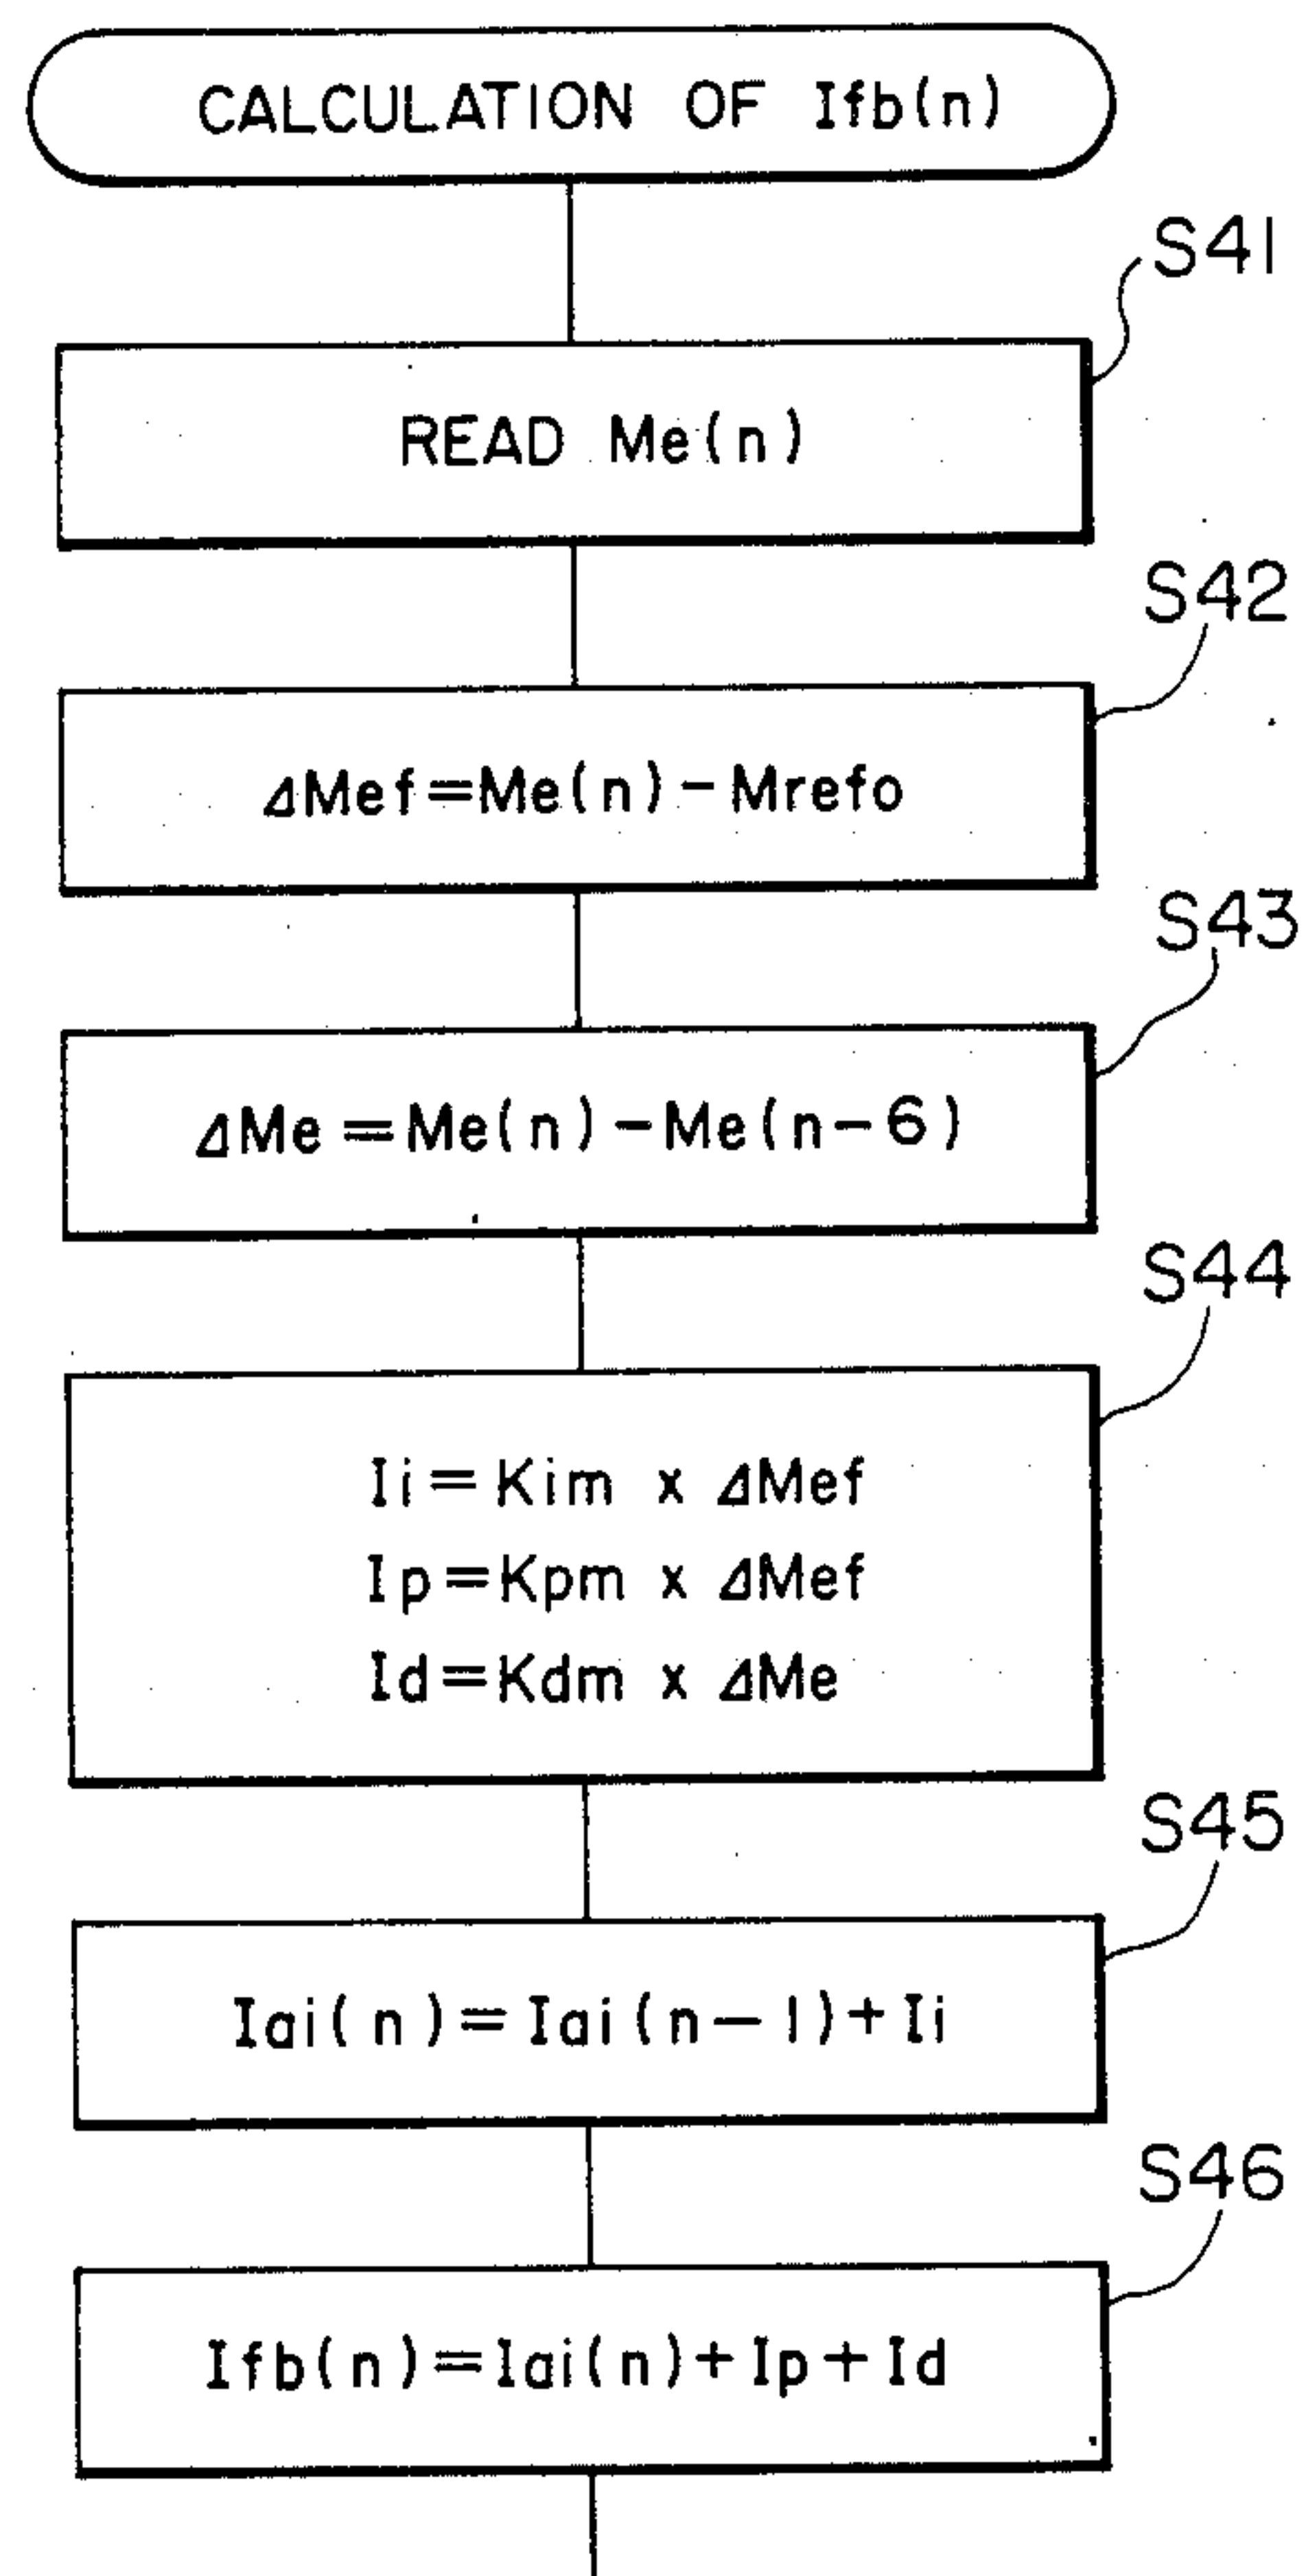 CALCULATION OF Ifb(n)
S41
READ Me(n)
S42
ΔMef=Me(n)-Mrefo
S43
ΔMe=Me(n)-Me(n-6)
S44
Ii=Kim x ΔMef
Ip=Kpm x ΔMef
Id=Kdm x ΔMe
S45
Iai(n)=Iai(n-1)+Ii
S46
Ifb(n)=Iai(n)+Ip+Id